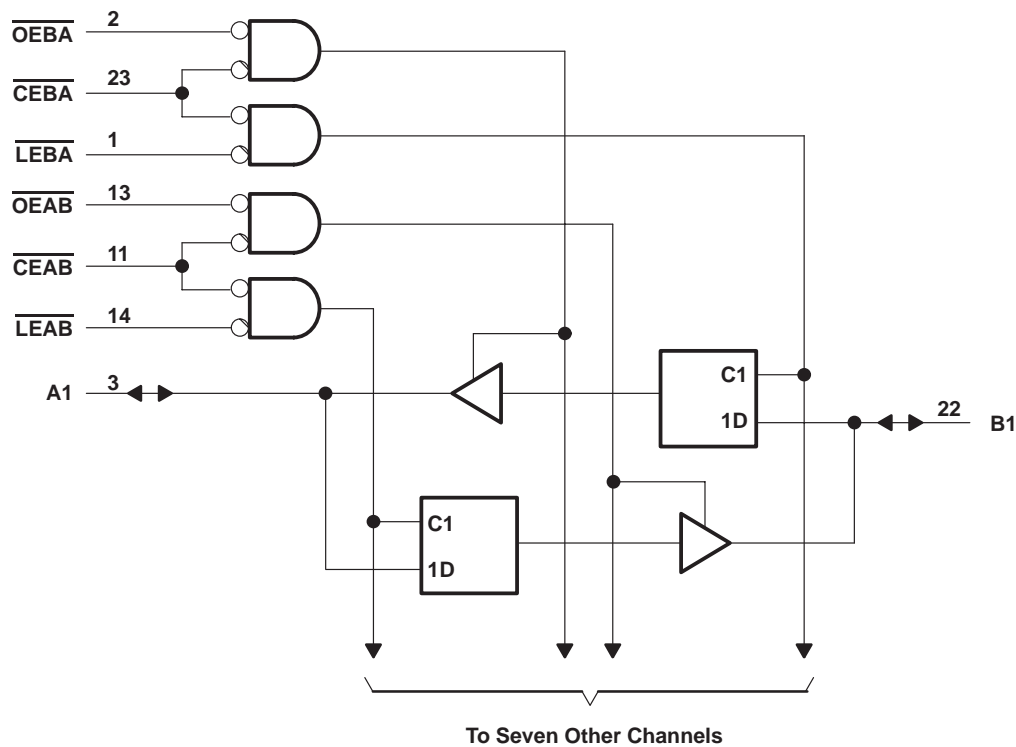 OEBA 2
CEBA 23
LEBA 1
OEAB 13
CEAB 11
LEAB 14
A1 3
C1
1D
22 B1
C1
1D
To Seven Other Channels